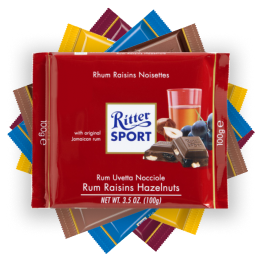 Rhum Raisins Noisettes
Ritter
SPORT
with original
Jamaican rum
100g e
100g e
Rum Uvetta Nocciole
Rum Raisins Hazelnuts
NET WT. 3.5 OZ. (100g)